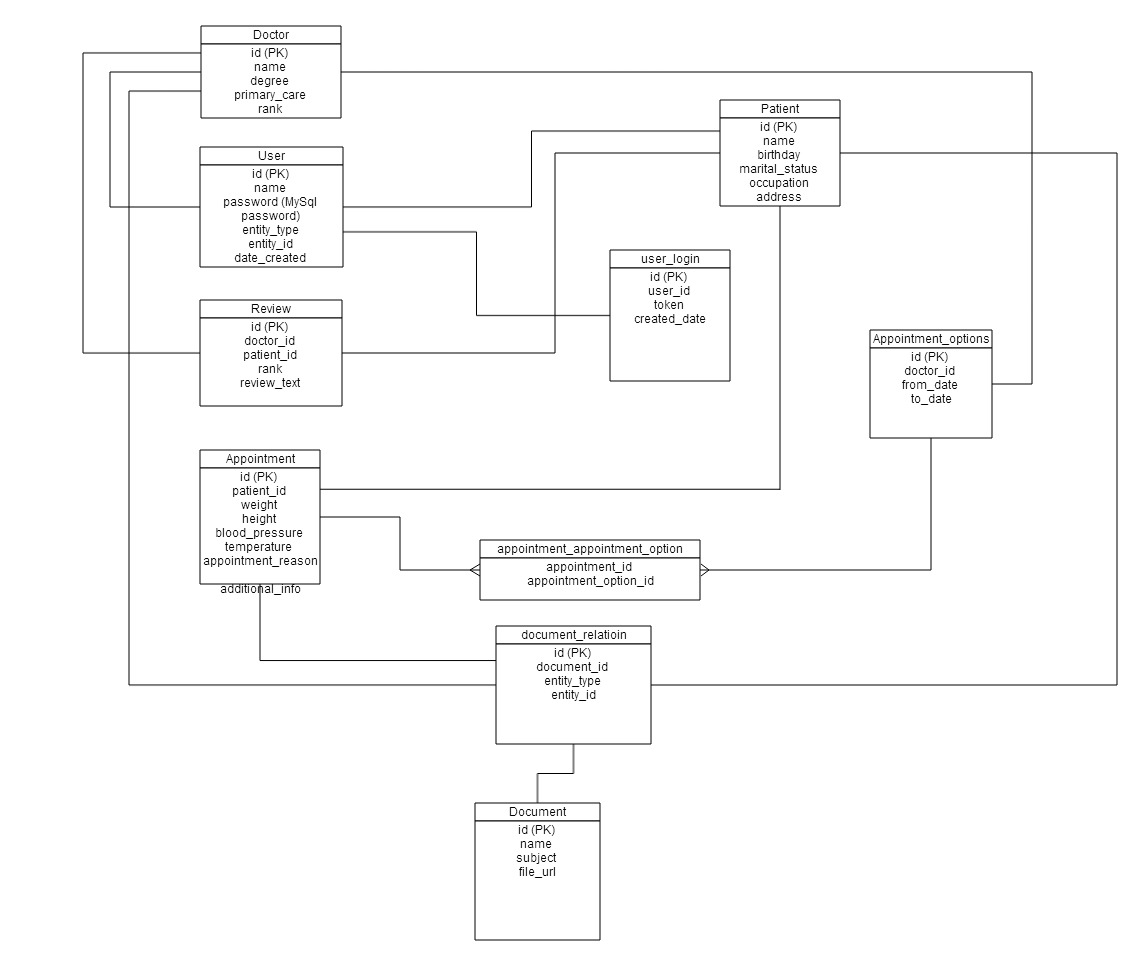 Doctor
id (PK)
name
degree
primary_care
rank
Patient
id (PK)
name
birthday
marital_status
occupation
address
User
id (PK)
name
password (MySql
password)
entity_type
entity_id
date_created
user_login
id (PK)
user_id
token
created_date
Review
id (PK)
doctor_id
patient_id
rank
review_text
Appointment_options
id (PK)
doctor_id
from_date
to_date
Appointment
id (PK)
patient_id
weight
height
blood_pressure
temperature
appointment_reason
additional_info
appointment_appointment_option
appointment_id
appointment_option_id
document_relatioin
id (PK)
document_id
entity_type
entity_id
Document
id (PK)
name
subject
file_url